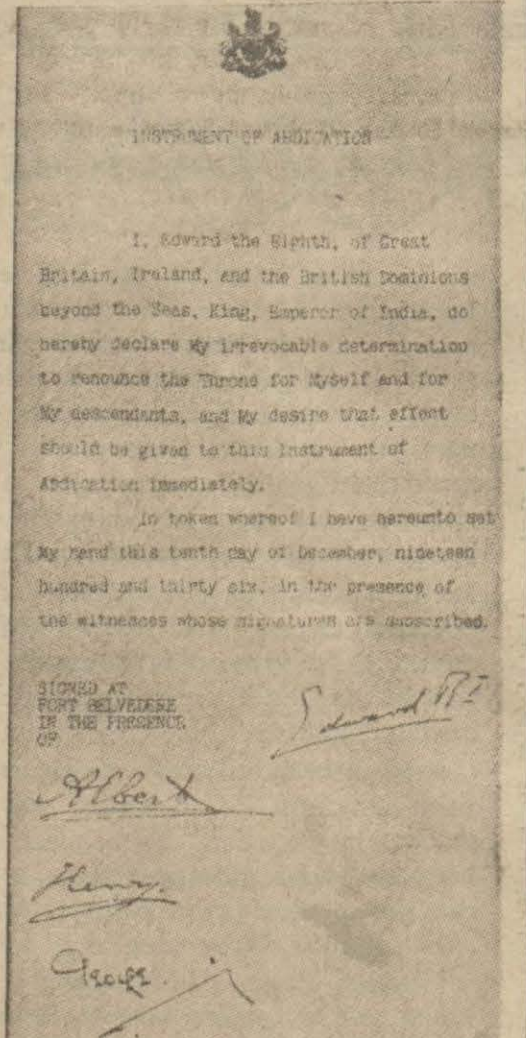 INSTRUMENT OF ABDICATION
I, Edward the Eighth, of Great
Britain, Ireland, and the British Dominions
beyond the Seas, King, Emperor of India, do
hereby declare My irrevocable determination
to renounce the Throne for Myself and for
My descendants, and My desire that effect
should be given to this Instrument of
Abdication immediately.
In token whereof I have hereunto set
My hand this tenth day of December, nineteen
hundred and thirty six, in the presence of
the witnesses whose signatures are subscribed.
SIGNED AT
FORT BELVEDERE
IN THE PRESENCE
OF
Edward RI
Albert
Henry.
George.